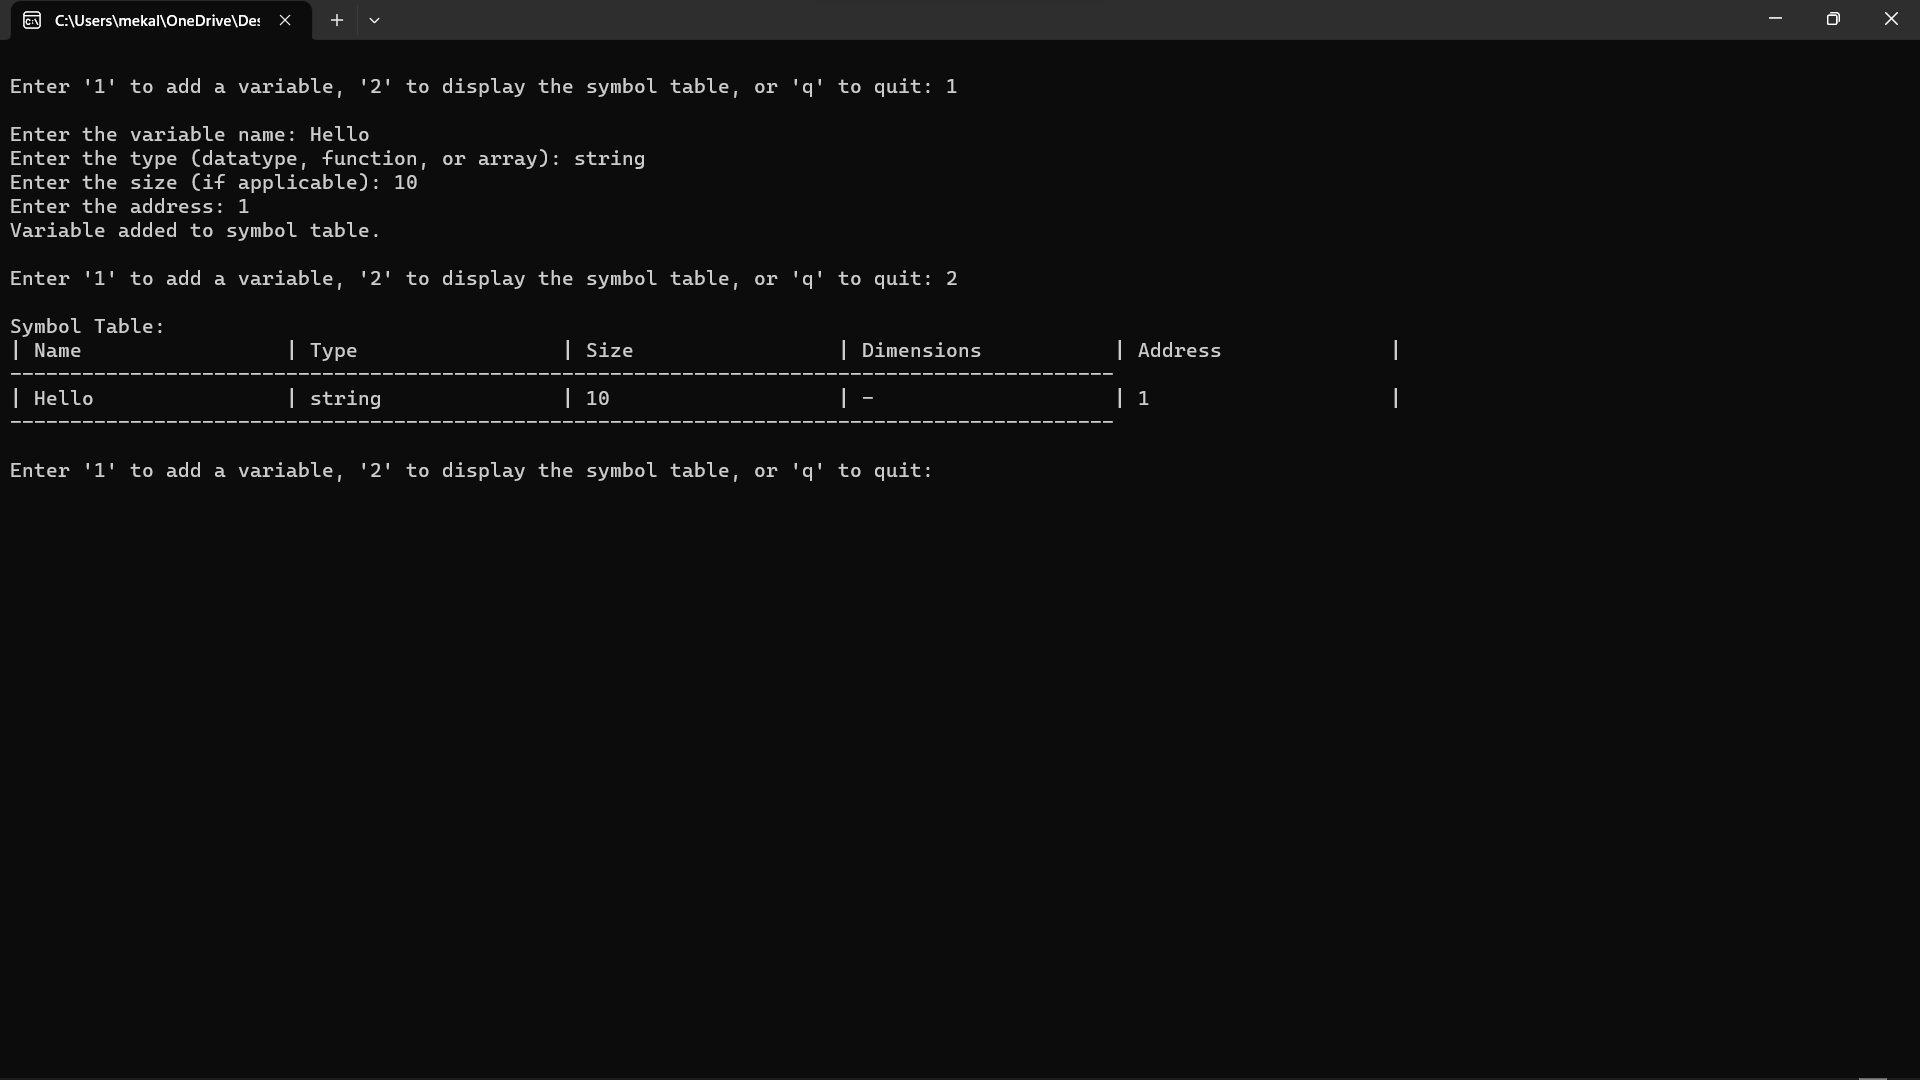 C:\Users\mekal\OneDrive\Des
Enter '1' to add a variable, '2' to display the symbol table, or 'q' to quit: 1
Enter the variable name: Hello
Enter the type (datatype, function, or array): string
Enter the size (if applicable): 10
Enter the address: 1
Variable added to symbol table.
Enter '1' to add a variable, '2' to display the symbol table, or 'q' to quit: 2
Symbol Table:
| Name | Type | Size | Dimensions | Address |
--------------------------------------------------------------------------------------------
| Hello | string | 10 | - | 1 |
--------------------------------------------------------------------------------------------
Enter '1' to add a variable, '2' to display the symbol table, or 'q' to quit: